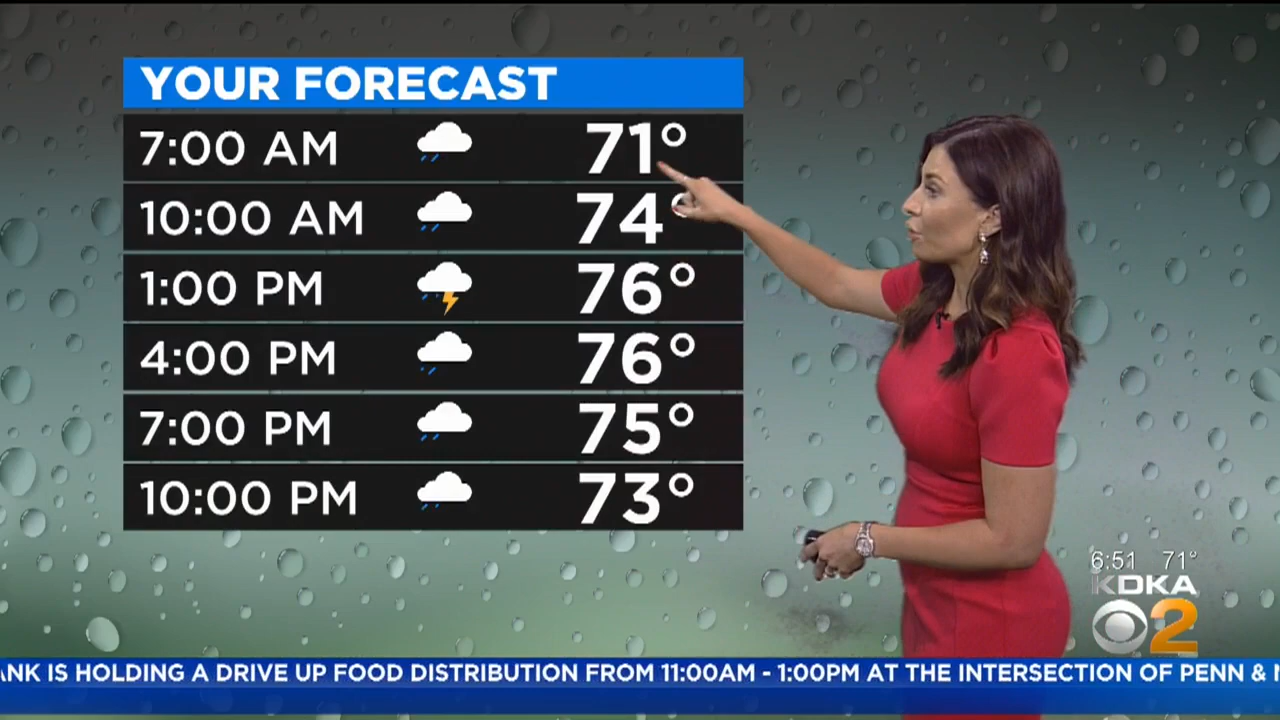 YOUR FORECAST
7:00 AM 71°
10:00 AM 74°
1:00 PM 76°
4:00 PM 76°
7:00 PM 75°
10:00 PM 73°
6:51 71°
KDKA
2
IS HOLDING A DRIVE UP FOOD DISTRIBUTION FROM 11:00AM - 1:00PM AT THE INTERSECTION OF PENN &